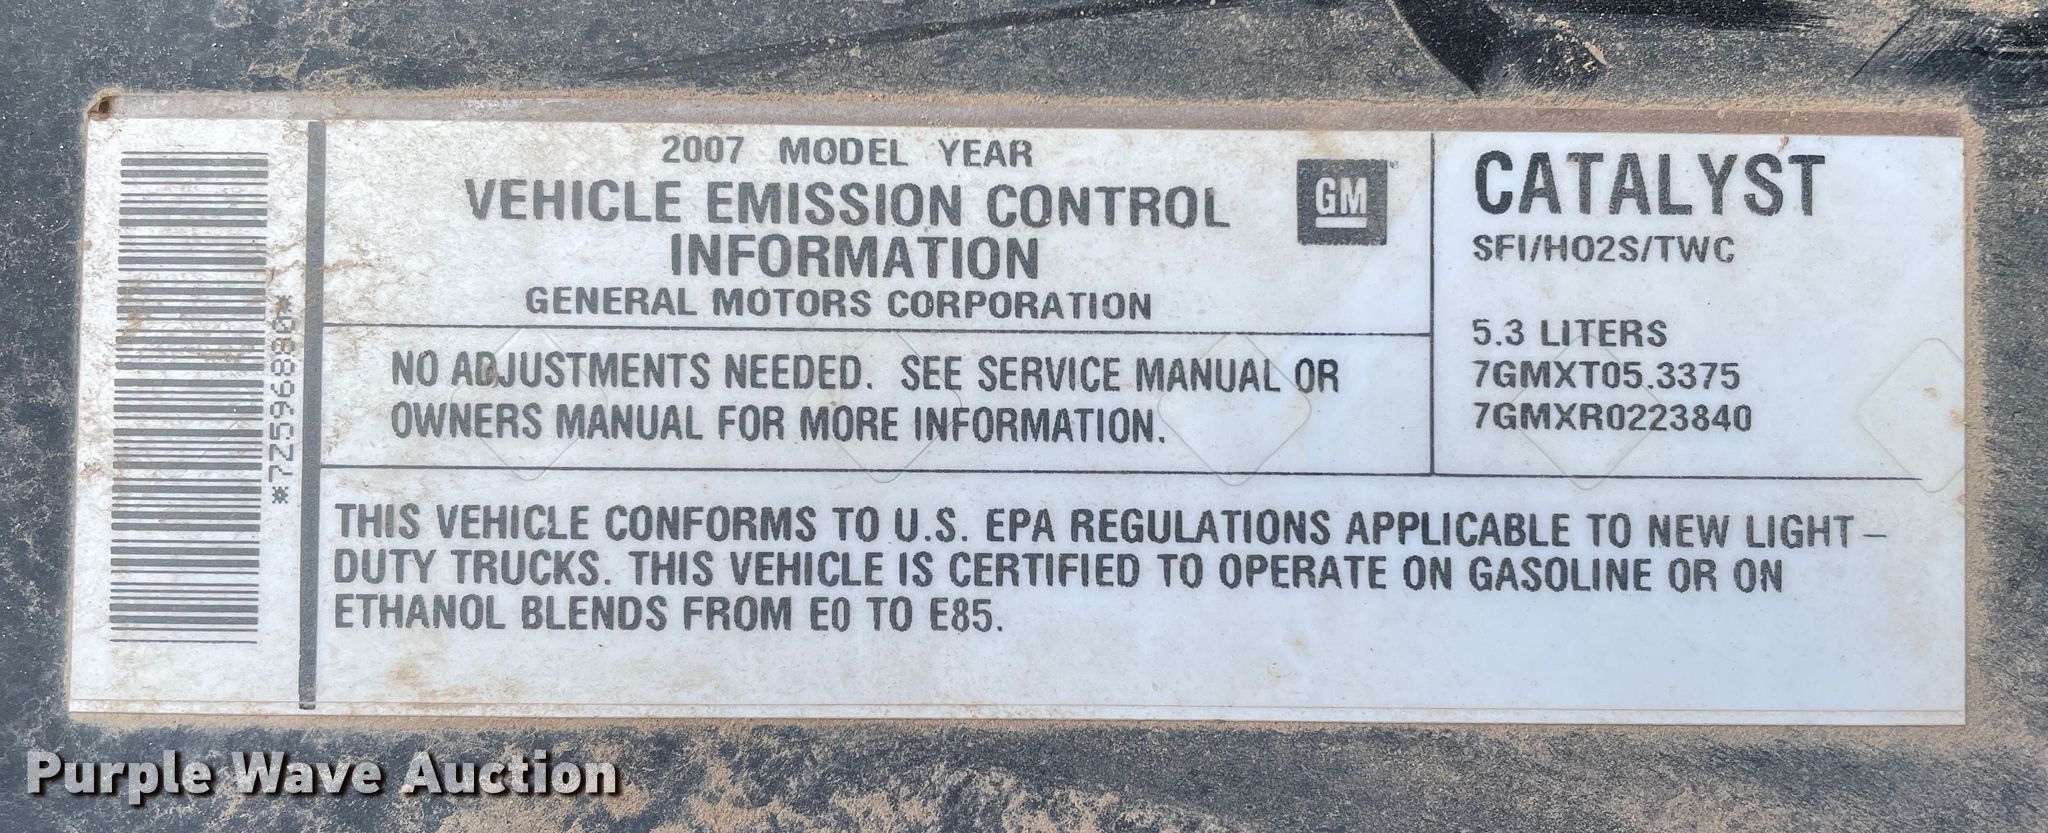 2007 MODEL YEAR
VEHICLE EMISSION CONTROL
INFORMATION
GENERAL MOTORS CORPORATION
GM
NO ADJUSTMENTS NEEDED. SEE SERVICE MANUAL OR
OWNERS MANUAL FOR MORE INFORMATION.
CATALYST
SFI/HO2S/TWC
5.3 LITERS
7GMXT05.3375
7GMXR0223840
THIS VEHICLE CONFORMS TO U.S. EPA REGULATIONS APPLICABLE TO NEW LIGHT-
DUTY TRUCKS. THIS VEHICLE IS CERTIFIED TO OPERATE ON GASOLINE OR ON
ETHANOL BLENDS FROM E0 TO E85.
*72596880*
Purple Wave Auction